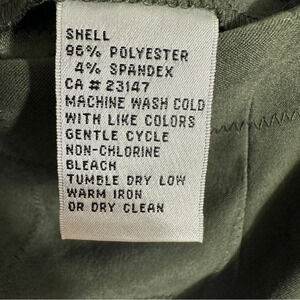 SHELL
96% POLYESTER
4% SPANDEX
CA # 23147
MACHINE WASH COLD
WITH LIKE COLORS
GENTLE CYCLE
NON-CHLORINE
BLEACH
TUMBLE DRY LOW
WARM IRON
OR DRY CLEAN